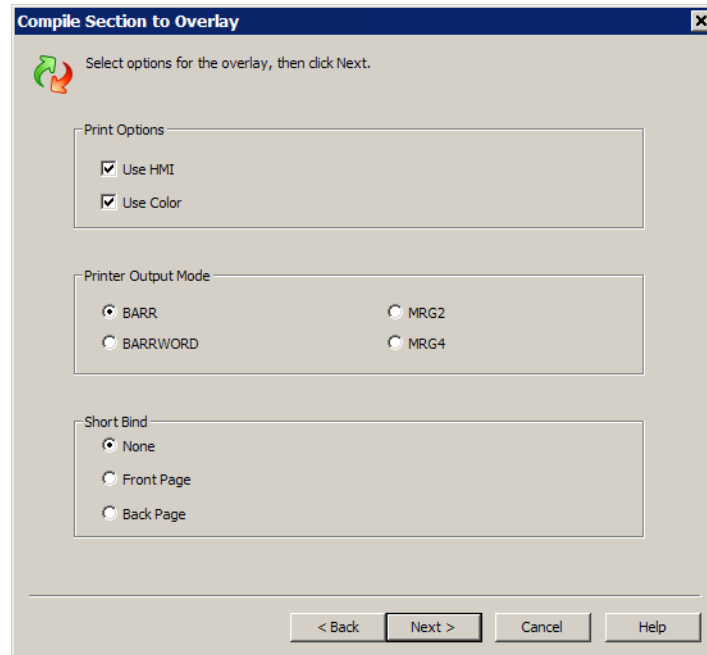 Compile Section to Overlay
Select options for the overlay, then click Next.
Print Options
Use HMI
Use Color
Printer Output Mode
BARR MRG2
BARRWORD MRG4
Short Bind
None
Front Page
Back Page
< Back Next > Cancel Help